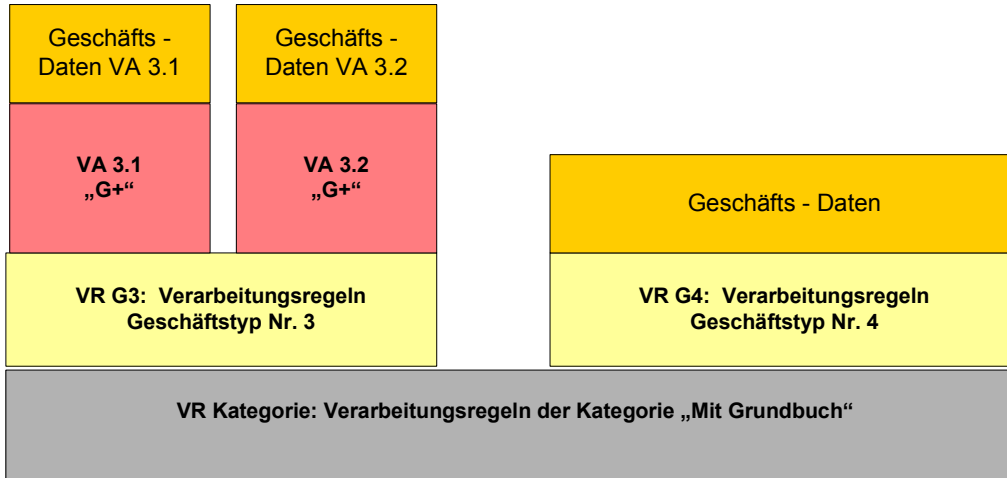 Geschäfts -
Daten VA 3.1
Geschäfts -
Daten VA 3.2
VA 3.1
„G+“
VA 3.2
„G+“
Geschäfts - Daten
VR G3: Verarbeitungsregeln
Geschäftstyp Nr. 3
VR G4: Verarbeitungsregeln
Geschäftstyp Nr. 4
VR Kategorie: Verarbeitungsregeln der Kategorie „Mit Grundbuch“